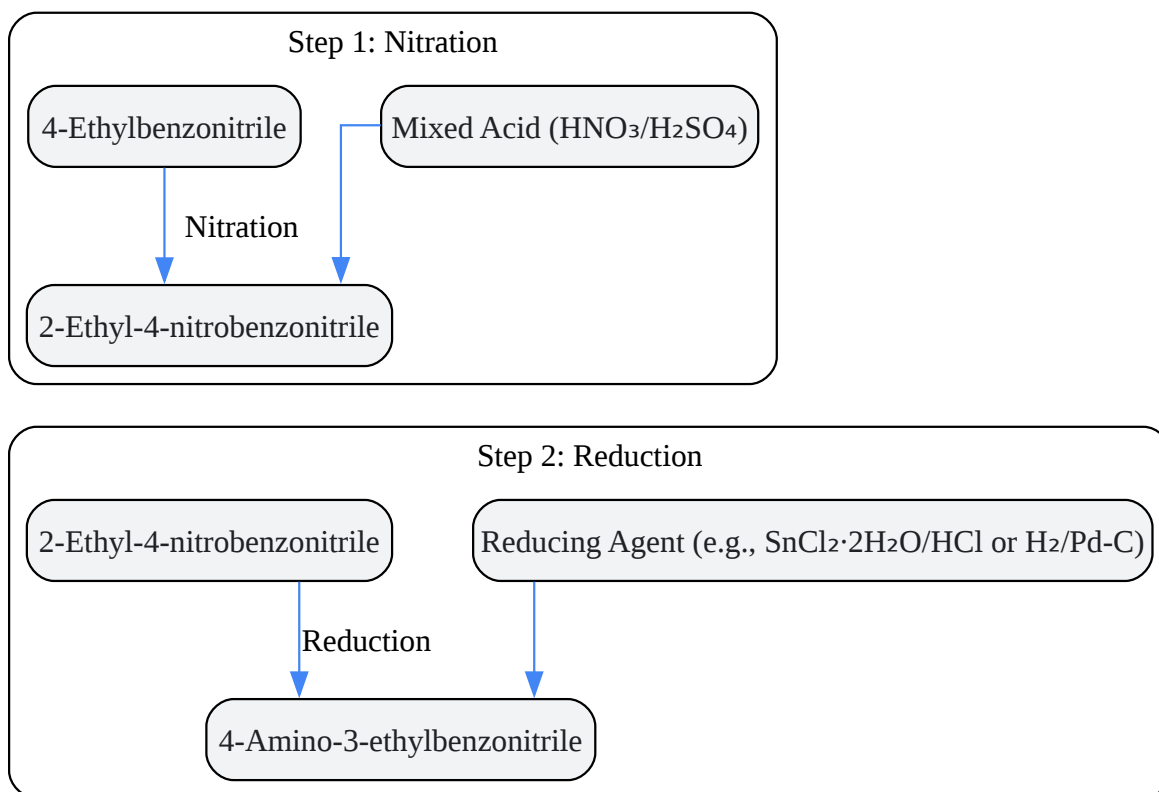 Step 1: Nitration
4-Ethylbenzonitrile
Mixed Acid (HNO₃/H₂SO₄)
Nitration
2-Ethyl-4-nitrobenzonitrile
Step 2: Reduction
2-Ethyl-4-nitrobenzonitrile
Reducing Agent (e.g., SnCl₂·2H₂O/HCl or H₂/Pd-C)
Reduction
4-Amino-3-ethylbenzonitrile